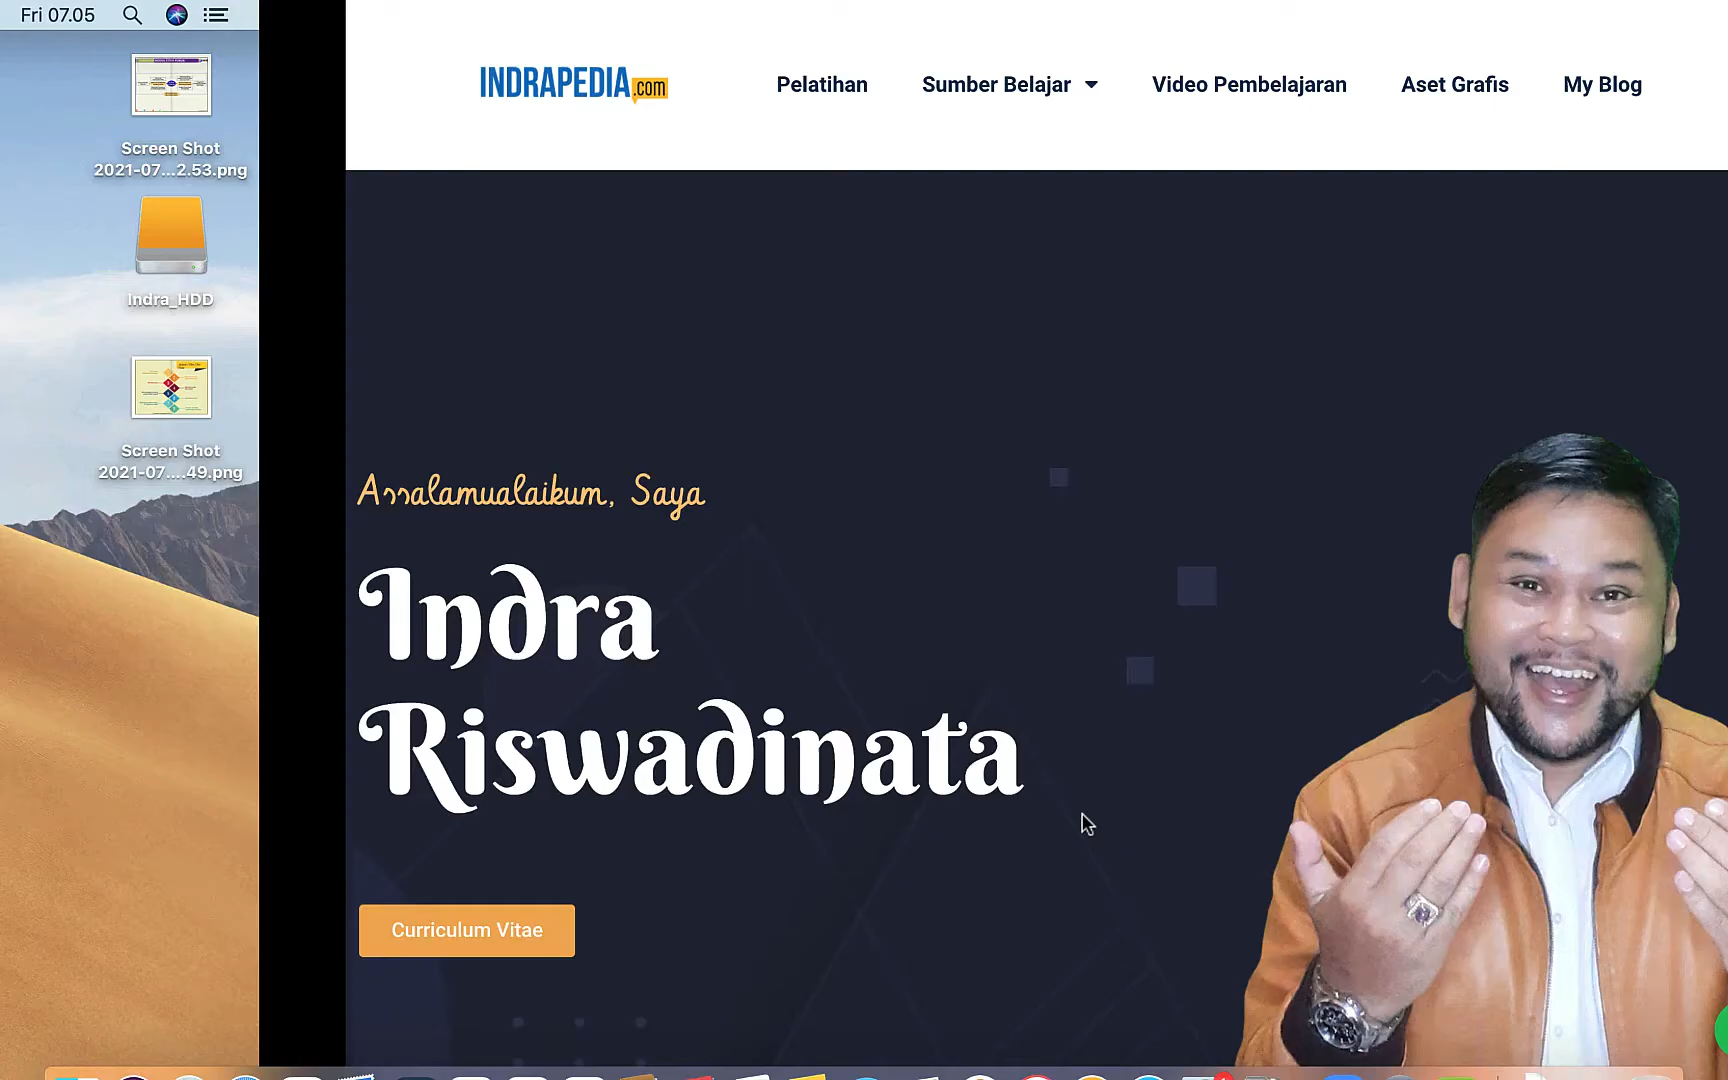 Fri 07.05
Screen Shot
2021-07...2.53.png
Indra_HDD
Screen Shot
2021-07....49.png
INDRAPEDIA.com
Pelatihan
Sumber Belajar
Video Pembelajaran
Aset Grafis
My Blog
Assalamualaikum, Saya
Indra
Riswadinata
Curriculum Vitae